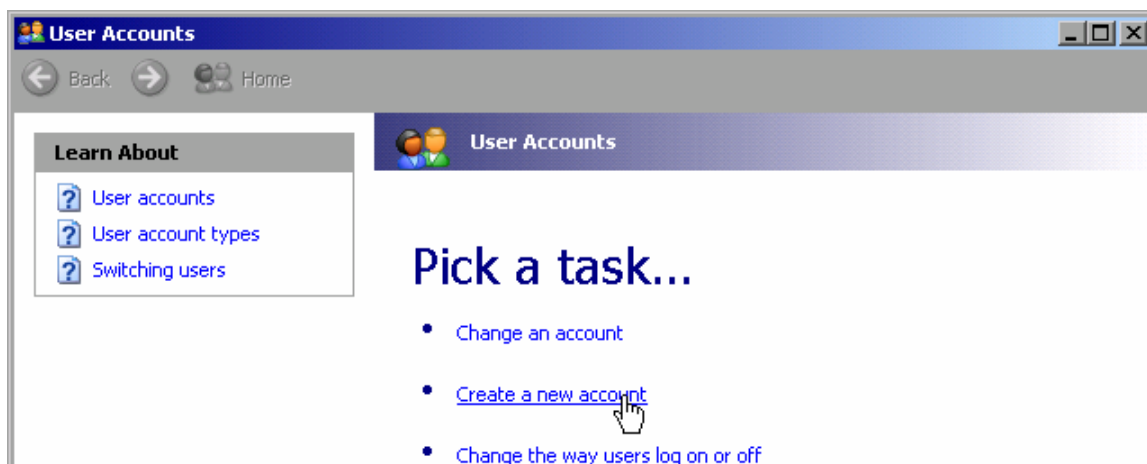 User Accounts
Back Home
Learn About
User accounts
User account types
Switching users
User Accounts
Pick a task...
• Change an account
• Create a new account
• Change the way users log on or off